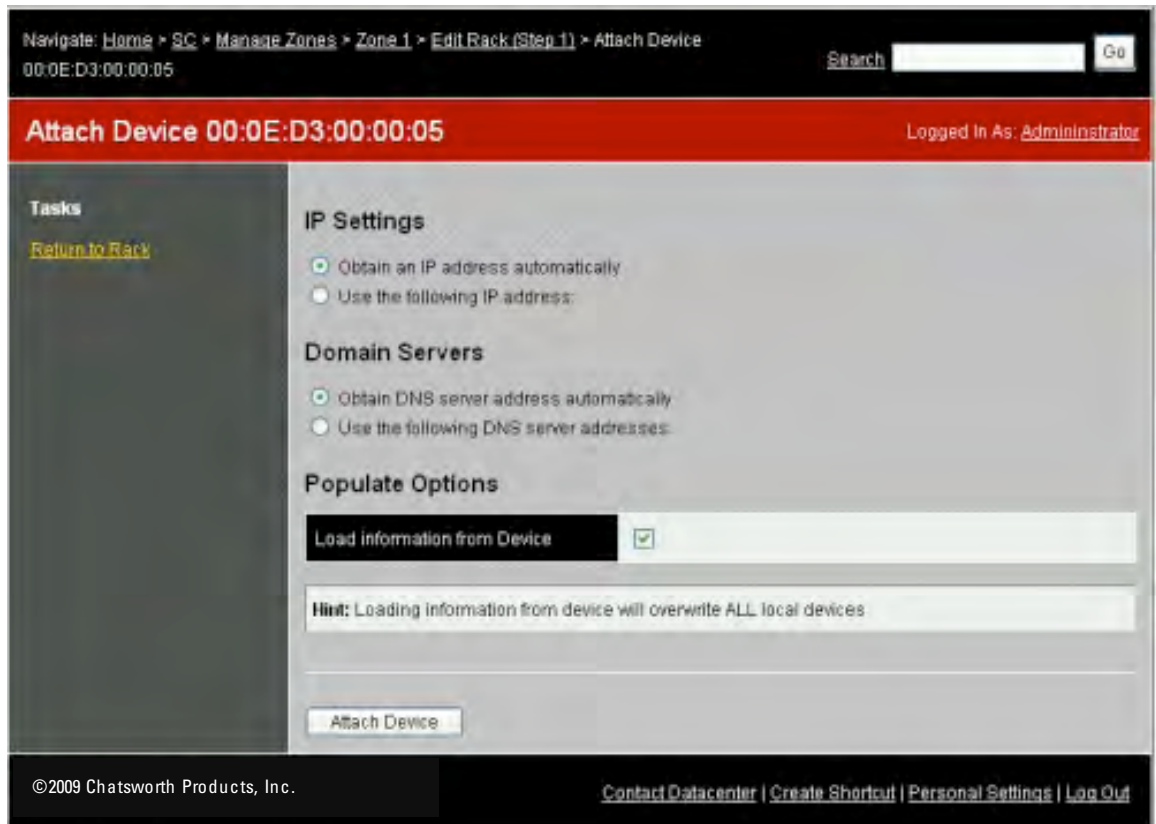 Navigate: Home > SC > Manage Zones > Zone 1 > Edit Rack (Step 1) > Attach Device
00:0E:D3:00:00:05
Search
Go
Attach Device 00:0E:D3:00:00:05
Logged In As: Admininstrator
Tasks
Return to Rack
IP Settings
Obtain an IP address automatically
Use the following IP address:
Domain Servers
Obtain DNS server address automatically
Use the following DNS server addresses:
Populate Options
Load information from Device
Hint: Loading information from device will overwrite ALL local devices
Attach Device
©2009 Chatsworth Products, Inc.
Contact Datacenter | Create Shortcut | Personal Settings | Log Out